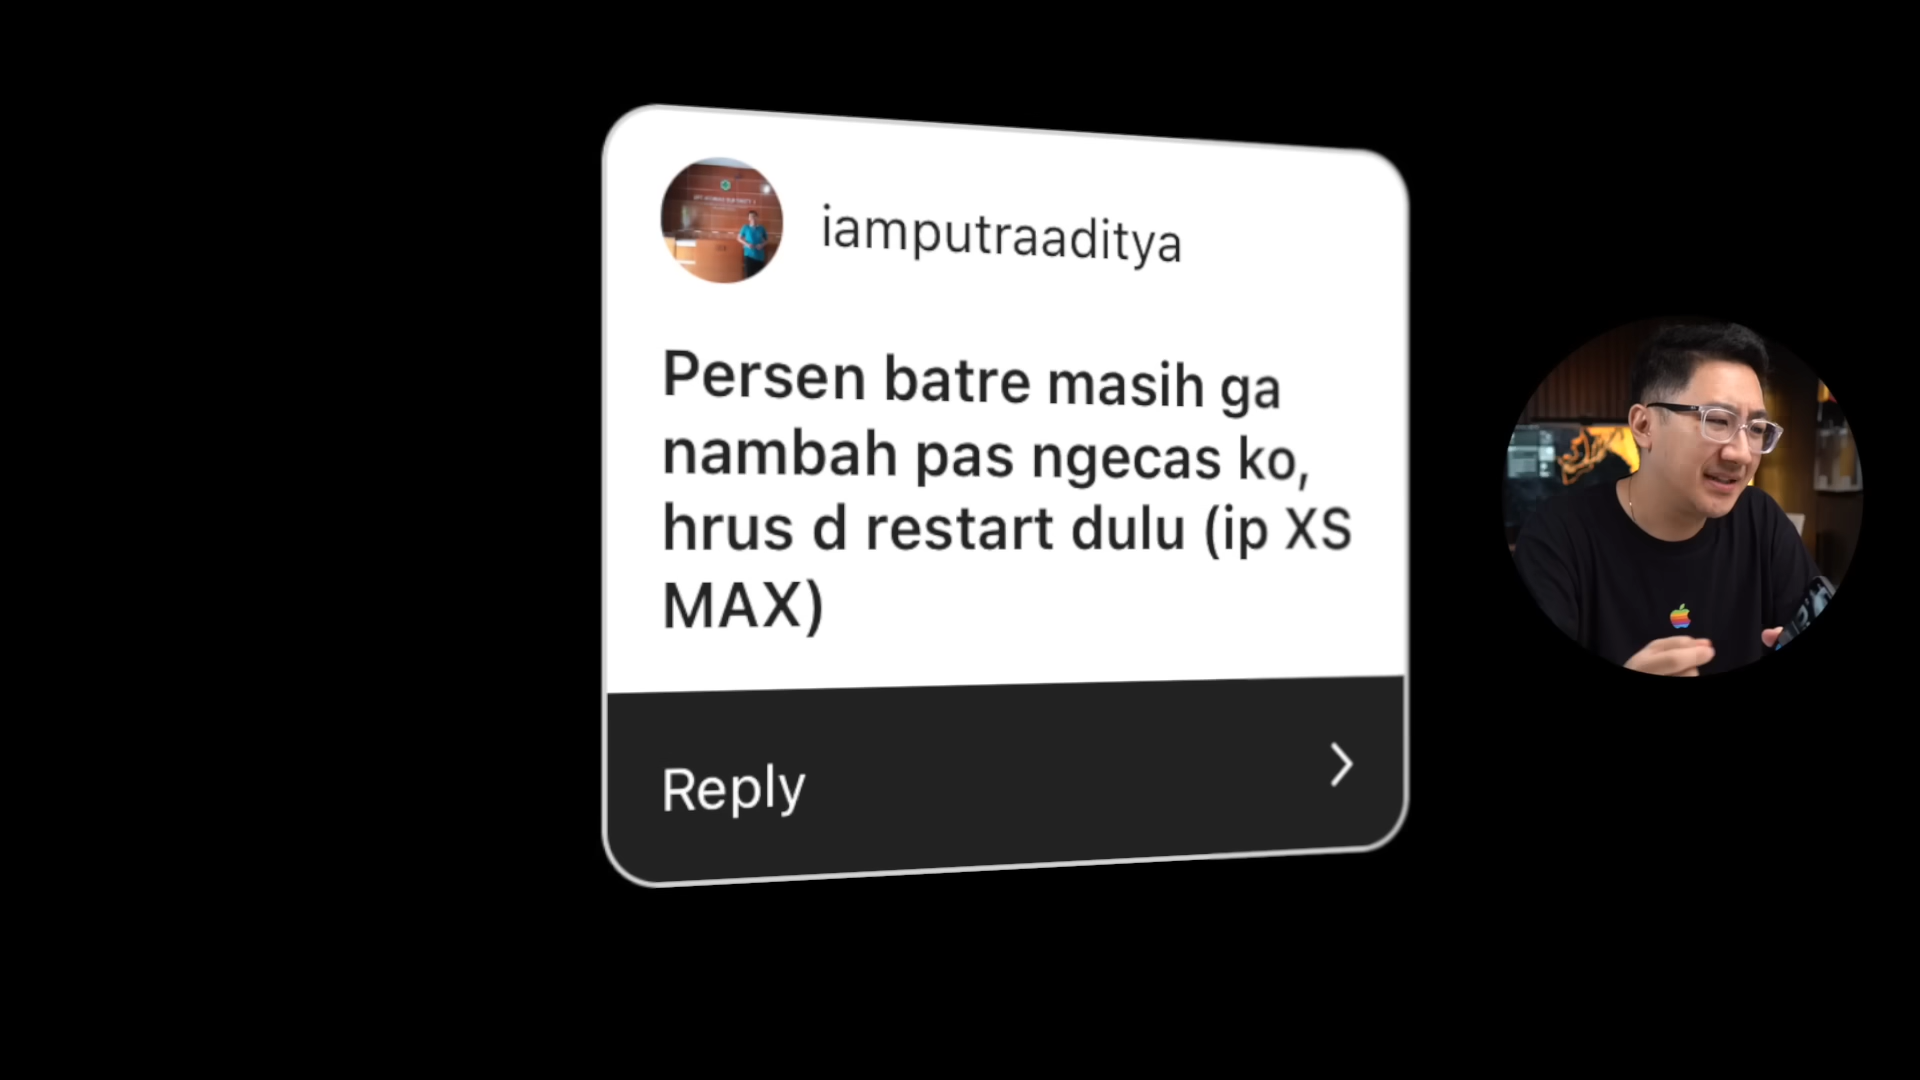 iamputraaditya
Persen batre masih ga
nambah pas ngecas ko,
hrus d restart dulu (ip XS
MAX)
Reply